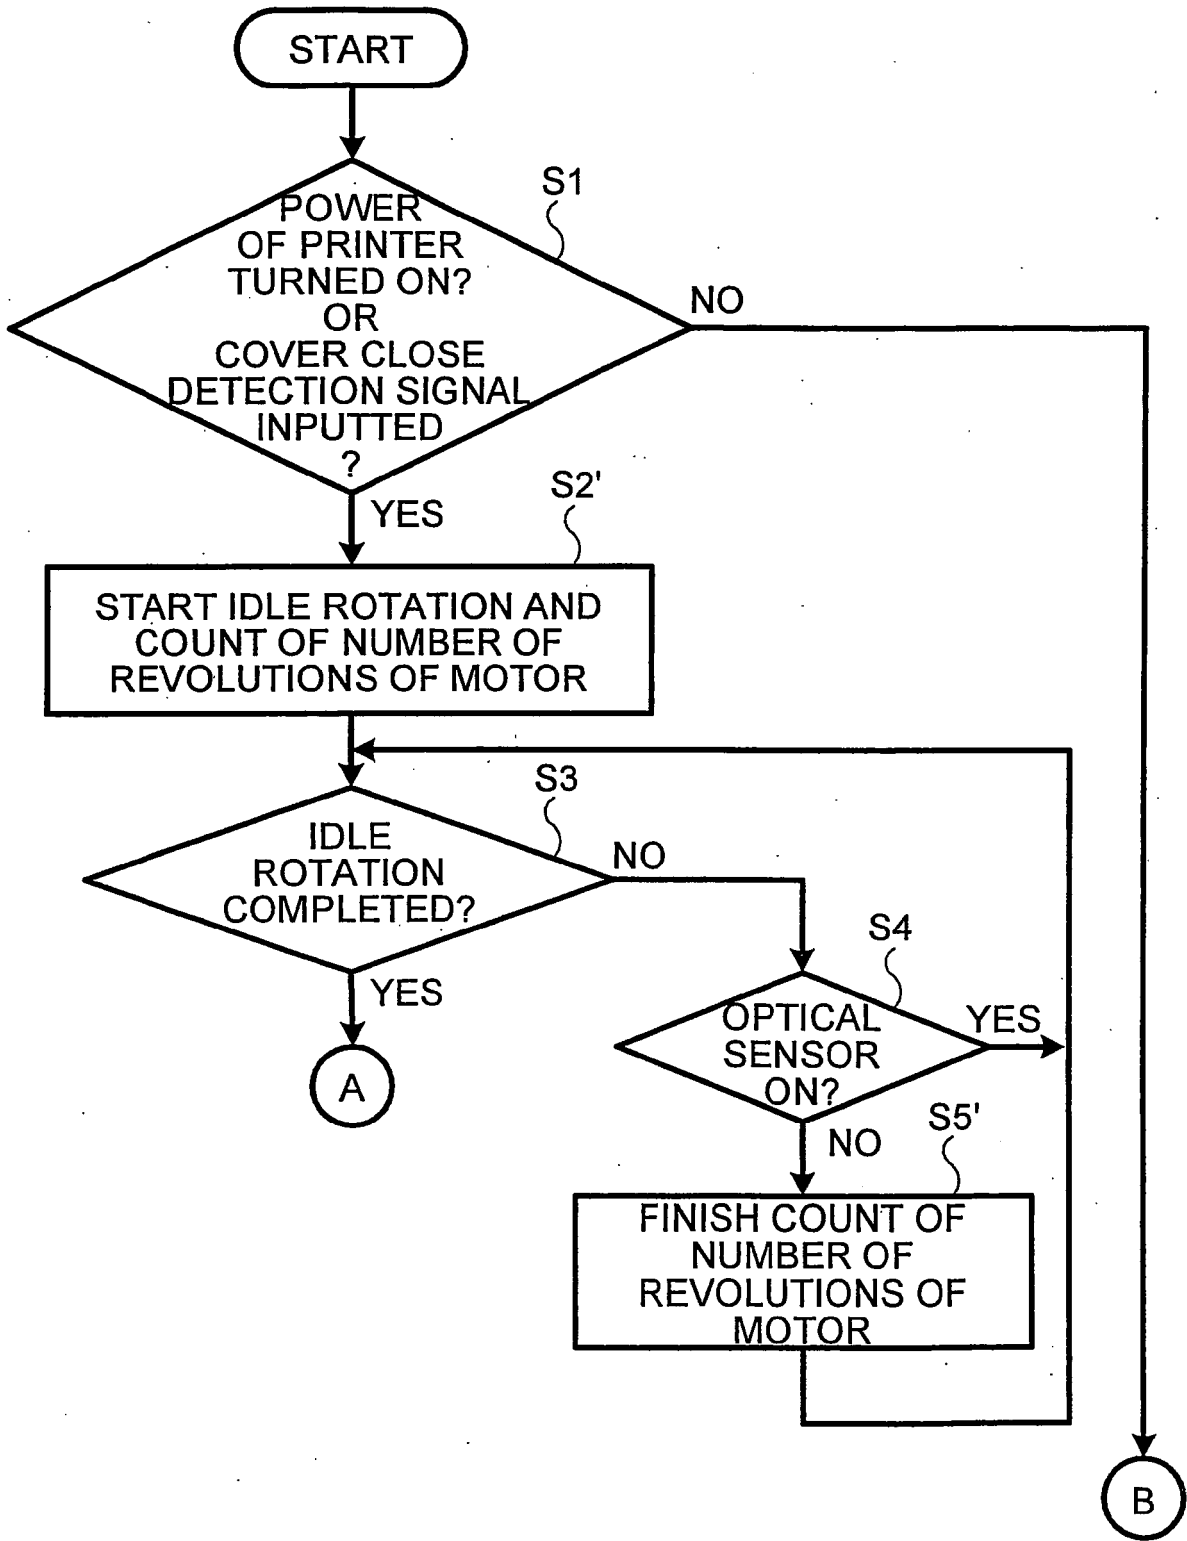 START
S1
POWER
OF PRINTER
TURNED ON?
OR
COVER CLOSE
DETECTION SIGNAL
INPUTTED
?
NO
YES
S2'
START IDLE ROTATION AND
COUNT OF NUMBER OF
REVOLUTIONS OF MOTOR
S3
IDLE
ROTATION
COMPLETED?
NO
YES
A
S4
OPTICAL
SENSOR
ON?
YES
NO
S5'
FINISH COUNT OF
NUMBER OF
REVOLUTIONS OF
MOTOR
B